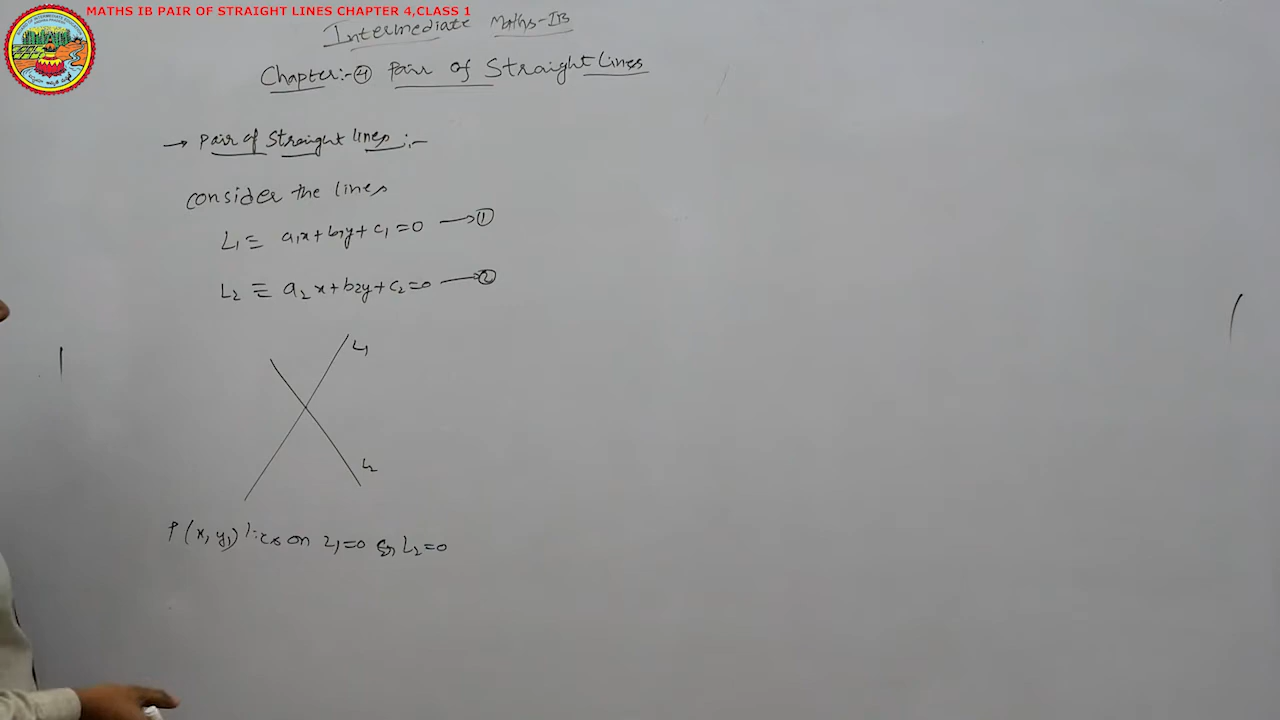 MATHS IB PAIR OF STRAIGHT LINES CHAPTER 4,CLASS 1
Intermediate Maths-IB
Chapter:-④ Pair of Straight Lines
→ Pair of Straight lines:-
consider the lines
L₁ ≡ a₁x+b₁y+c₁=0 → ①
L₂ ≡ a₂x+b₂y+c₂=0 → ②
L₁
L₂
P(x₁,y₁) lies on L₁=0 or L₂=0